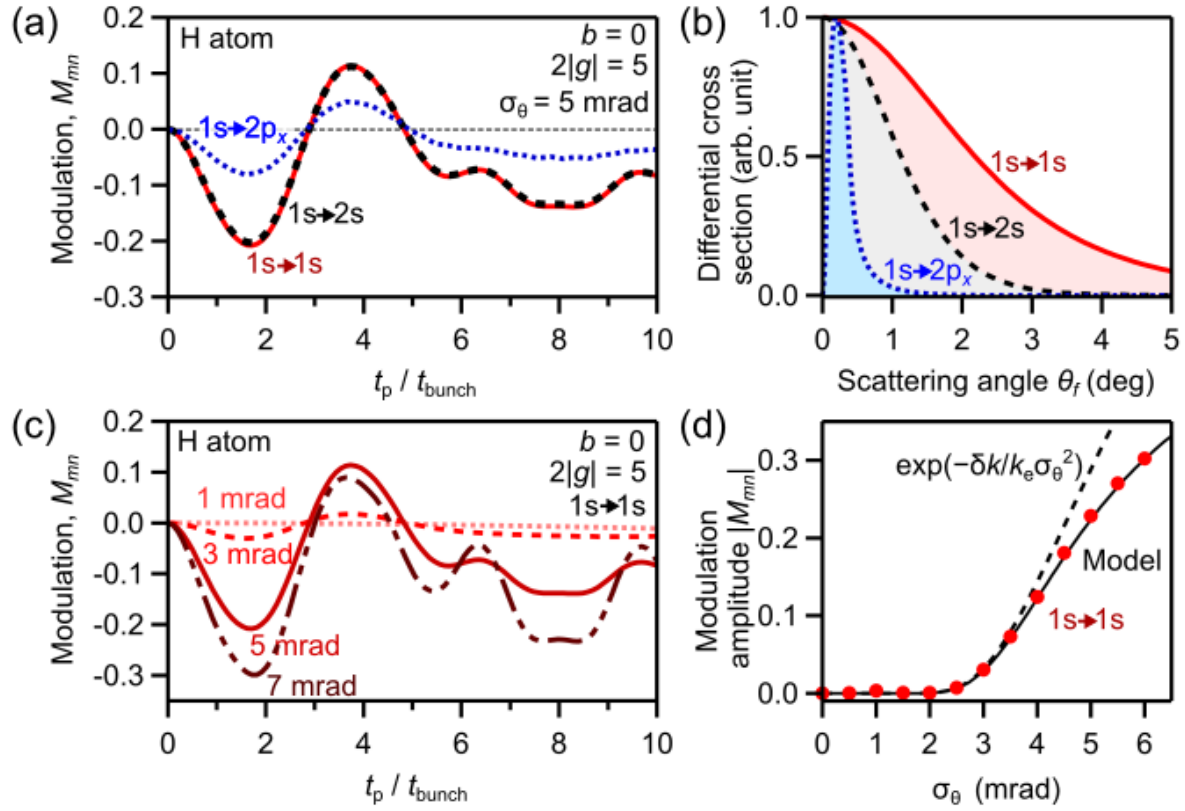 (a)
H atom
b = 0
2|g| = 5
σθ = 5 mrad
1s→2pₓ
1s→2s
1s→1s
Modulation, Mmn
0.2
0.1
0.0
-0.1
-0.2
-0.3
0 2 4 6 8 10
tp / tbunch
(b)
Differential cross
section (arb. unit)
1.0
0.5
0.0
1s→1s
1s→2s
1s→2pₓ
0 1 2 3 4 5
Scattering angle θf (deg)
(c)
H atom
b = 0
2|g| = 5
1s→1s
1 mrad
3 mrad
5 mrad
7 mrad
Modulation, Mmn
0.2
0.1
0.0
-0.1
-0.2
-0.3
0 2 4 6 8 10
tp / tbunch
(d)
Modulation
amplitude |Mmn|
0.3
0.2
0.1
0.0
exp(−δk/keσθ²)
Model
1s→1s
0 1 2 3 4 5 6
σθ (mrad)